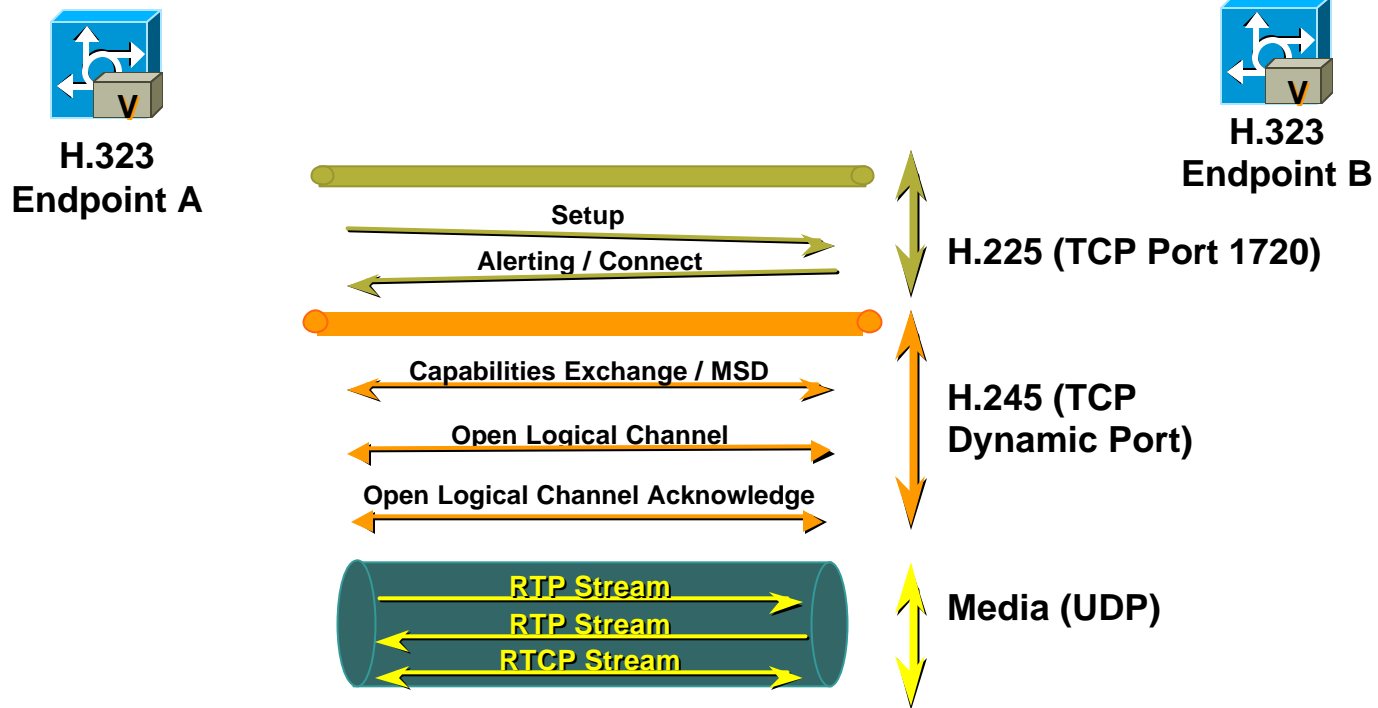 V
V
H.323
Endpoint A
H.323
Endpoint B
Setup
Alerting / Connect
H.225 (TCP Port 1720)
Capabilities Exchange / MSD
Open Logical Channel
Open Logical Channel Acknowledge
H.245 (TCP
Dynamic Port)
RTP Stream
RTP Stream
RTCP Stream
Media (UDP)